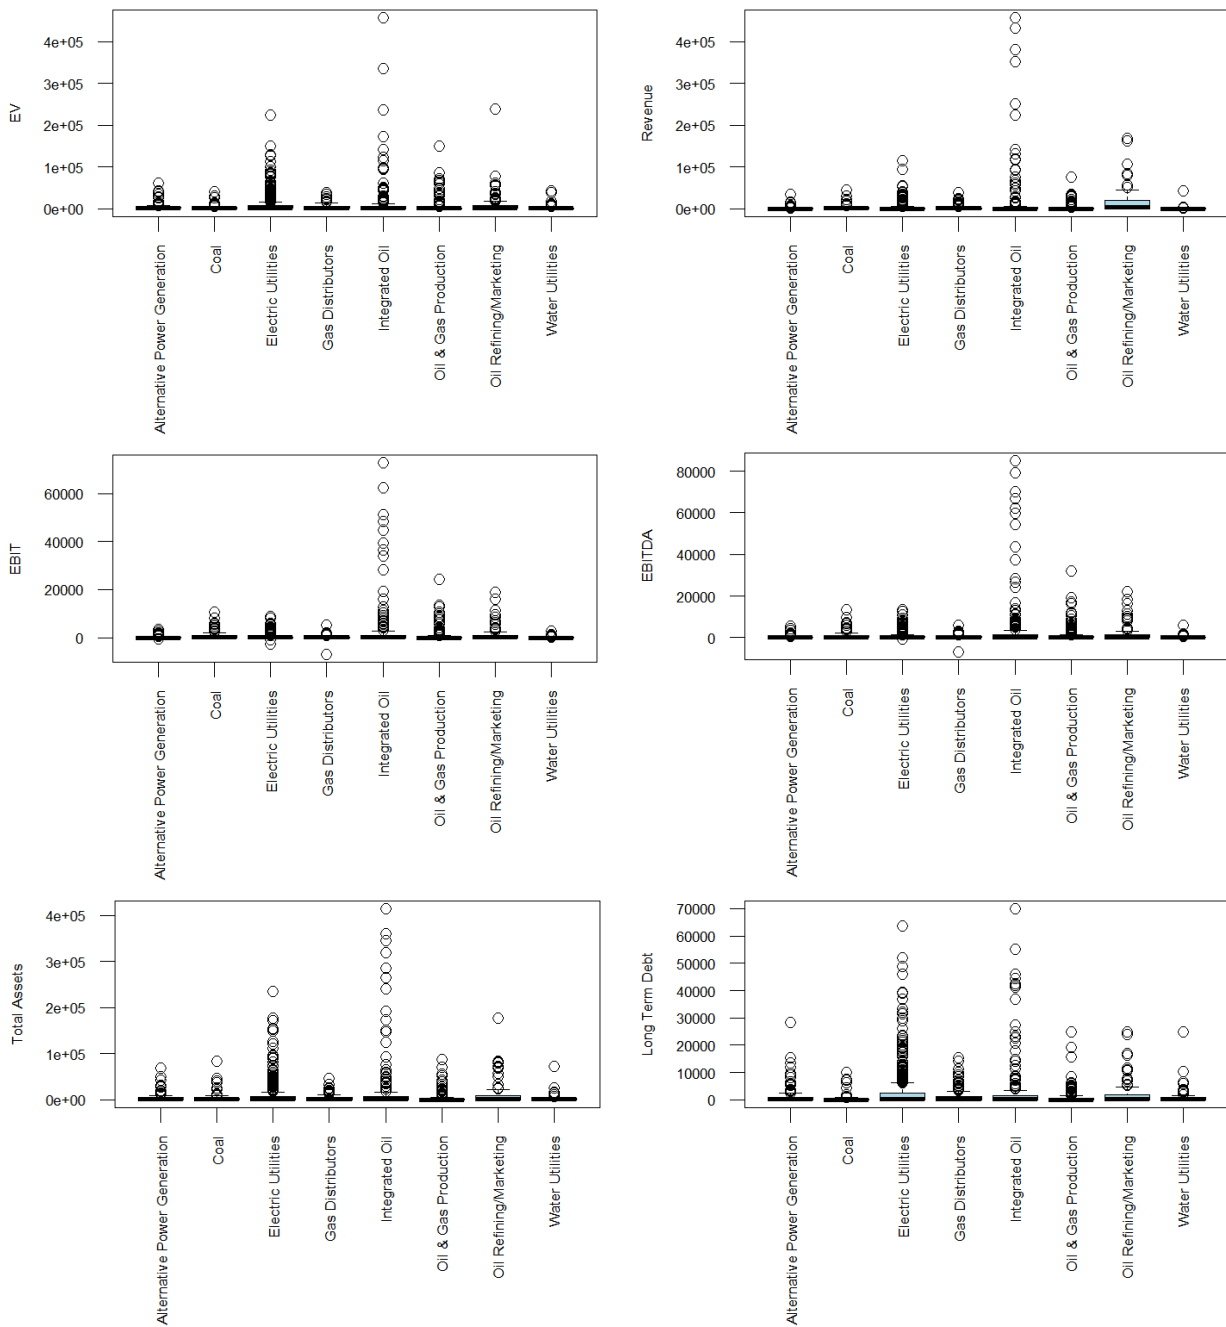 EV
4e+05
3e+05
2e+05
1e+05
0e+00
Alternative Power Generation
Coal
Electric Utilities
Gas Distributors
Integrated Oil
Oil & Gas Production
Oil Refining/Marketing
Water Utilities
Revenue
4e+05
3e+05
2e+05
1e+05
0e+00
Alternative Power Generation
Coal
Electric Utilities
Gas Distributors
Integrated Oil
Oil & Gas Production
Oil Refining/Marketing
Water Utilities
EBIT
60000
40000
20000
0
Alternative Power Generation
Coal
Electric Utilities
Gas Distributors
Integrated Oil
Oil & Gas Production
Oil Refining/Marketing
Water Utilities
EBITDA
80000
60000
40000
20000
0
Alternative Power Generation
Coal
Electric Utilities
Gas Distributors
Integrated Oil
Oil & Gas Production
Oil Refining/Marketing
Water Utilities
Total Assets
4e+05
3e+05
2e+05
1e+05
0e+00
Alternative Power Generation
Coal
Electric Utilities
Gas Distributors
Integrated Oil
Oil & Gas Production
Oil Refining/Marketing
Water Utilities
Long Term Debt
70000
60000
50000
40000
30000
20000
10000
0
Alternative Power Generation
Coal
Electric Utilities
Gas Distributors
Integrated Oil
Oil & Gas Production
Oil Refining/Marketing
Water Utilities